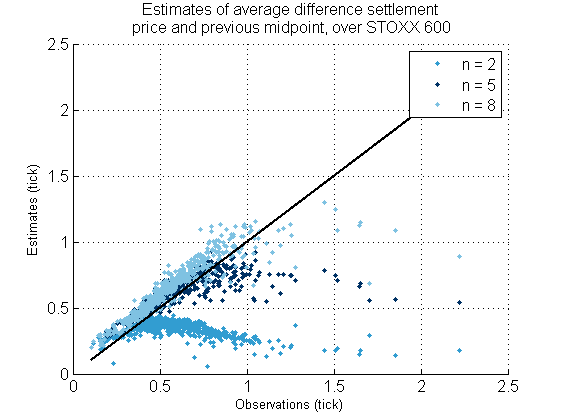 Estimates of average difference settlement
price and previous midpoint, over STOXX 600
2.5
n = 2
n = 5
n = 8
2
1.5
1
0.5
0
Estimates (tick)
0
0.5
1
1.5
2
2.5
Observations (tick)